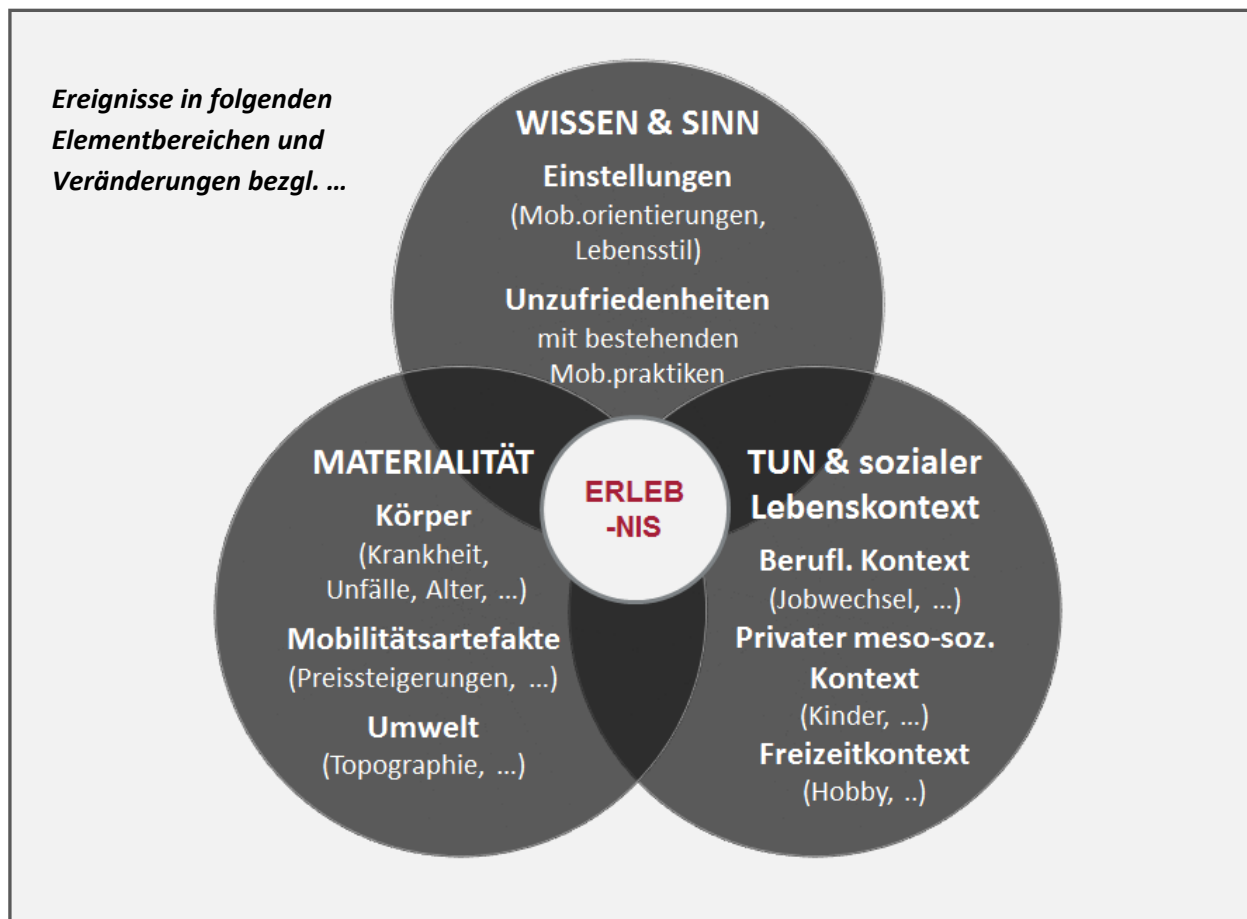 Ereignisse in folgenden
Elementbereichen und
Veränderungen bezgl. …
WISSEN & SINN
Einstellungen
(Mob.orientierungen,
Lebensstil)
Unzufriedenheiten
mit bestehenden
Mob.praktiken
MATERIALITÄT
Körper
(Krankheit,
Unfälle, Alter, ...)
Mobilitätsartefakte
(Preissteigerungen, ...)
Umwelt
(Topographie, ...)
ERLEB
-NIS
TUN & sozialer
Lebenskontext
Berufl. Kontext
(Jobwechsel, ...)
Privater meso-soz.
Kontext
(Kinder, ...)
Freizeitkontext
(Hobby, ..)